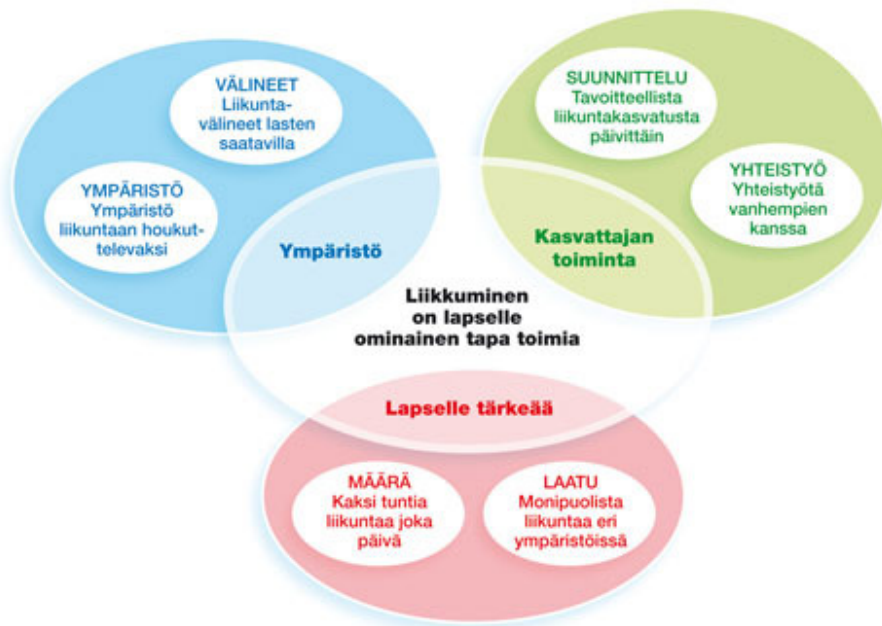 VÄLINEET
Liikunta-
välineet lasten
saatavilla
YMPÄRISTÖ
Ympäristö
liikuntaan houkut-
televaksi
Ympäristö
SUUNNITTELU
Tavoitteellista
liikuntakasvatusta
päivittäin
YHTEISTYÖ
Yhteistyötä
vanhempien
kanssa
Kasvattajan
toiminta
Liikkuminen
on lapselle
ominainen tapa toimia
Lapselle tärkeää
MÄÄRÄ
Kaksi tuntia
liikuntaa joka
päivä
LAATU
Monipuolista
liikuntaa eri
ympäristöissä